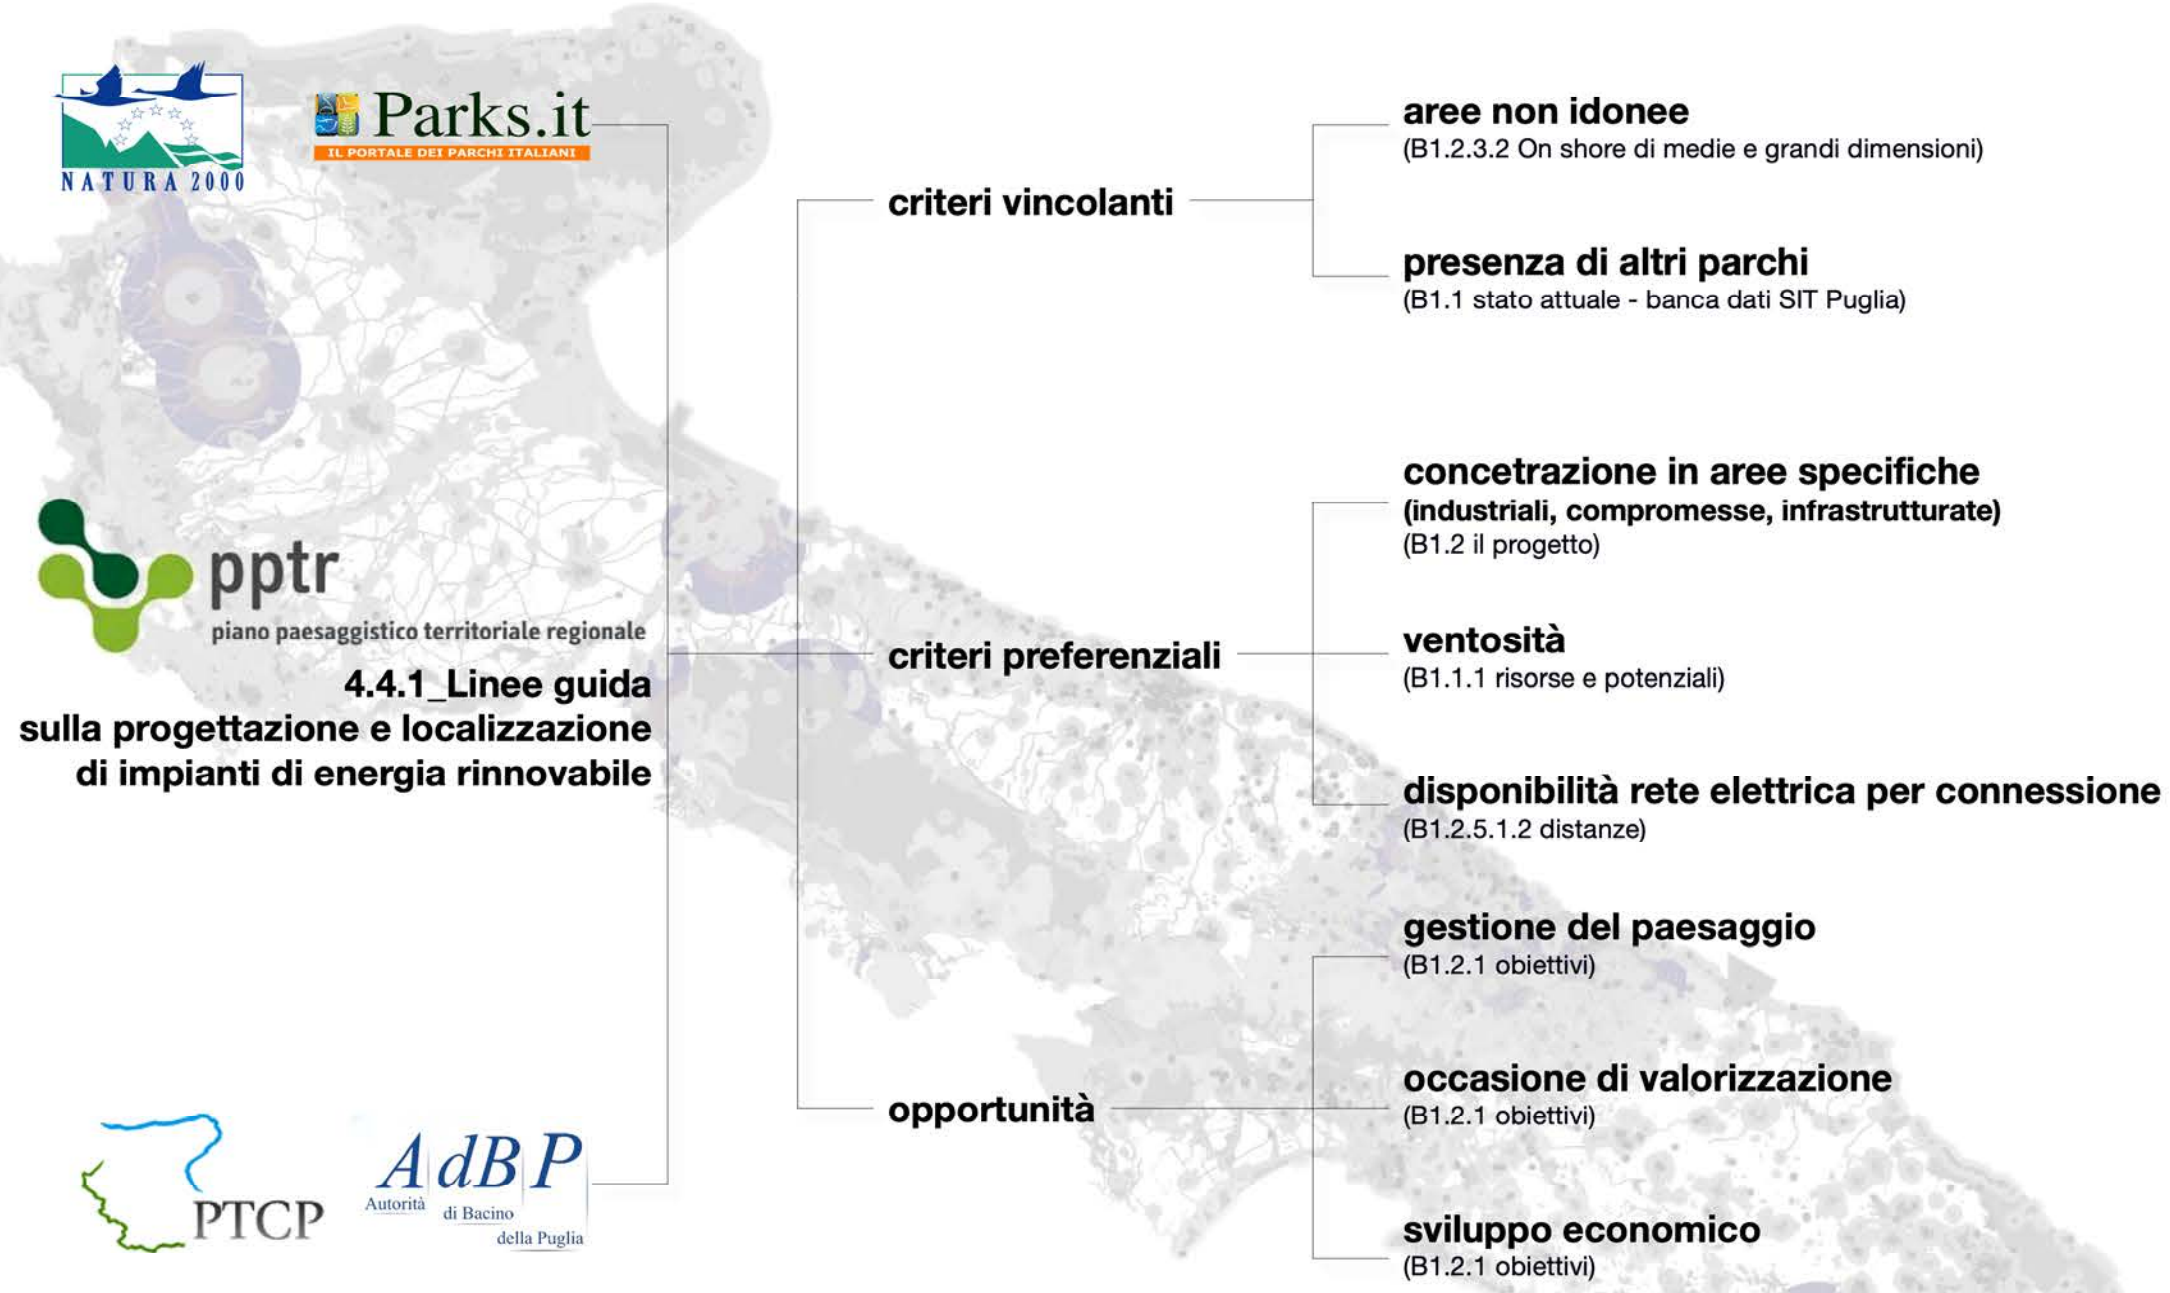 NATURA 2000
Parks.it
IL PORTALE DEI PARCHI ITALIANI
pptr
piano paesaggistico territoriale regionale
4.4.1_Linee guida
sulla progettazione e localizzazione
di impianti di energia rinnovabile
PTCP
AdBP
Autorità
di Bacino
della Puglia
criteri vincolanti
aree non idonee
(B1.2.3.2 On shore di medie e grandi dimensioni)
presenza di altri parchi
(B1.1 stato attuale - banca dati SIT Puglia)
criteri preferenziali
concetrazione in aree specifiche
(industriali, compromesse, infrastrutturate)
(B1.2 il progetto)
ventosità
(B1.1.1 risorse e potenziali)
disponibilità rete elettrica per connessione
(B1.2.5.1.2 distanze)
opportunità
gestione del paesaggio
(B1.2.1 obiettivi)
occasione di valorizzazione
(B1.2.1 obiettivi)
sviluppo economico
(B1.2.1 obiettivi)